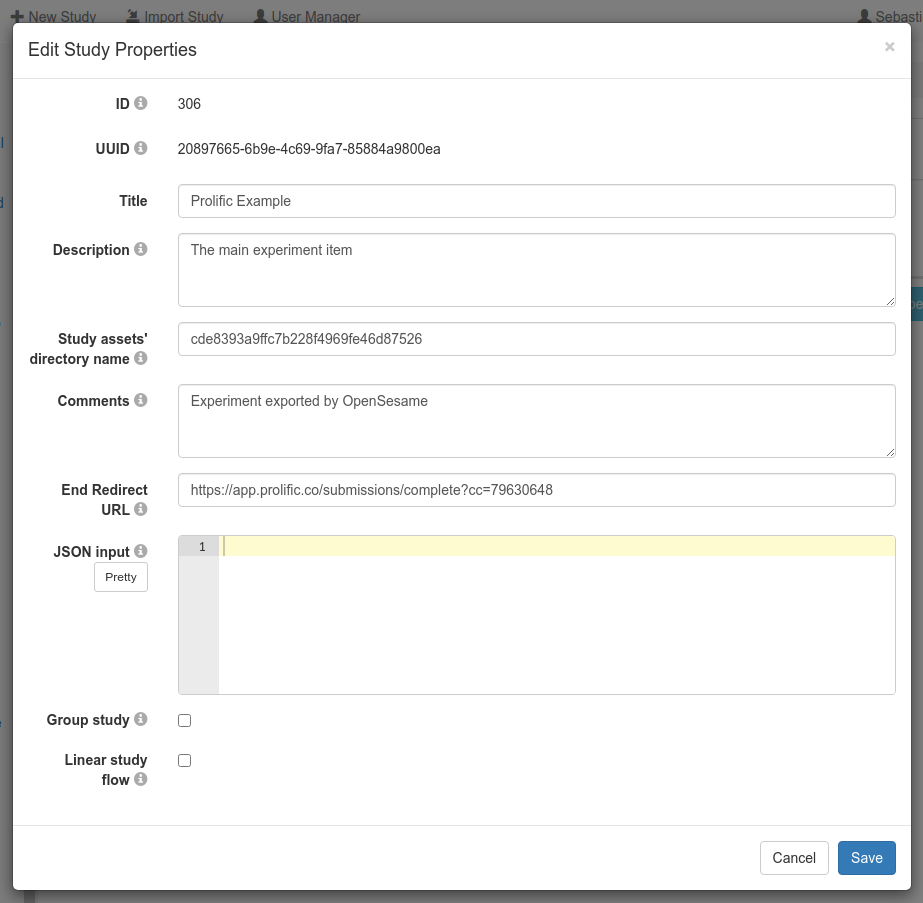 New Study Import Study User Manager Sebasti
Edit Study Properties ×
ID 306
UUID 20897665-6b9e-4c69-9fa7-85884a9800ea
Title Prolific Example
Description The main experiment item
Study assets' directory name cde8393a9ffc7b228f4969fe46d87526
Comments Experiment exported by OpenSesame
End Redirect URL https://app.prolific.co/submissions/complete?cc=79630648
JSON input 1
Pretty
Group study
Linear study
flow
Cancel Save